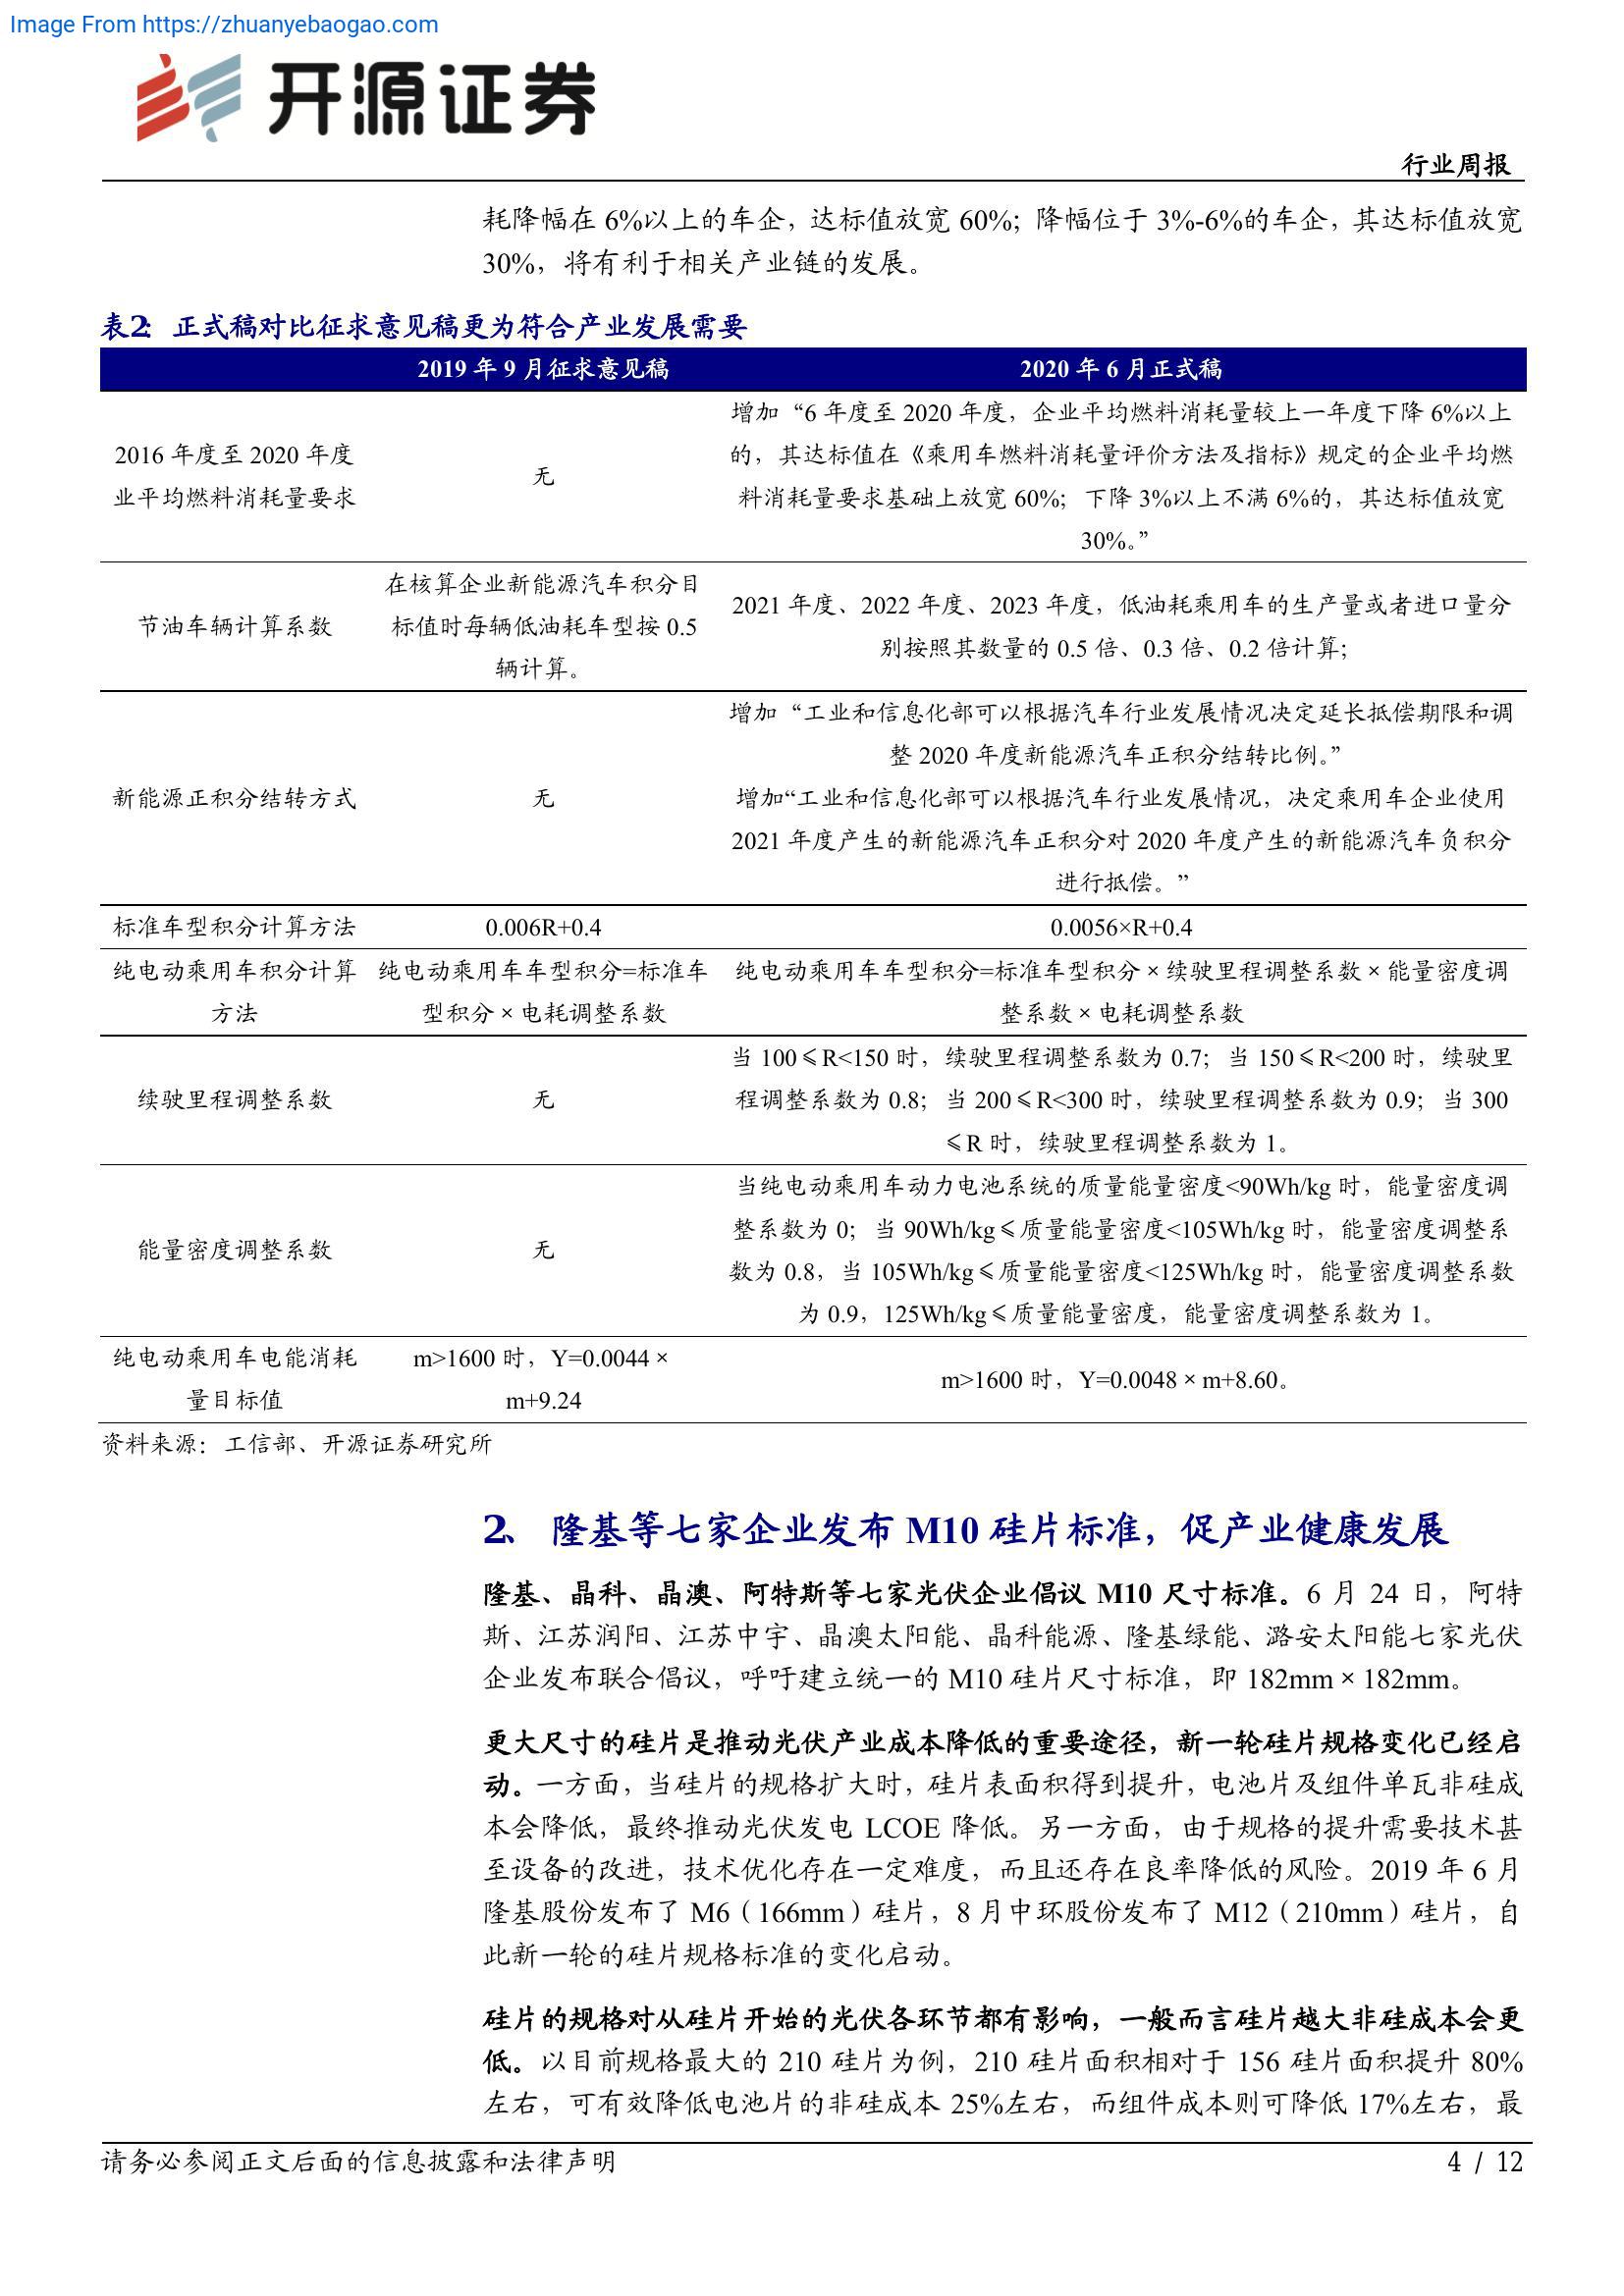 Image From https://zhuanyebaogao.com
开源证券
行业周报
耗降幅在 6%以上的车企，达标值放宽 60%；降幅位于 3%-6%的车企，其达标值放宽
30%，将有利于相关产业链的发展。
表2： 正式稿对比征求意见稿更为符合产业发展需要
2019 年 9 月征求意见稿 2020 年 6 月正式稿
2016 年度至 2020 年度
业平均燃料消耗量要求
无
增加“6 年度至 2020 年度，企业平均燃料消耗量较上一年度下降 6%以上
的，其达标值在《乘用车燃料消耗量评价方法及指标》规定的企业平均燃
料消耗量要求基础上放宽 60%；下降 3%以上不满 6%的，其达标值放宽
30%。”
节油车辆计算系数
在核算企业新能源汽车积分目
标值时每辆低油耗车型按 0.5
辆计算。
2021 年度、2022 年度、2023 年度，低油耗乘用车的生产量或者进口量分
别按照其数量的 0.5 倍、0.3 倍、0.2 倍计算；
新能源正积分结转方式
无
增加“工业和信息化部可以根据汽车行业发展情况决定延长抵偿期限和调
整 2020 年度新能源汽车正积分结转比例。”
增加“工业和信息化部可以根据汽车行业发展情况，决定乘用车企业使用
2021 年度产生的新能源汽车正积分对 2020 年度产生的新能源汽车负积分
进行抵偿。”
标准车型积分计算方法 0.006R+0.4 0.0056×R+0.4
纯电动乘用车积分计算
方法
纯电动乘用车车型积分=标准车
型积分×电耗调整系数
纯电动乘用车车型积分=标准车型积分×续驶里程调整系数×能量密度调
整系数×电耗调整系数
续驶里程调整系数
无
当 100≤R<150 时，续驶里程调整系数为 0.7；当 150≤R<200 时，续驶里
程调整系数为 0.8；当 200≤R<300 时，续驶里程调整系数为 0.9；当 300
≤R 时，续驶里程调整系数为 1。
能量密度调整系数
无
当纯电动乘用车动力电池系统的质量能量密度<90Wh/kg 时，能量密度调
整系数为 0；当 90Wh/kg≤质量能量密度<105Wh/kg 时，能量密度调整系
数为 0.8，当 105Wh/kg≤质量能量密度<125Wh/kg 时，能量密度调整系数
为 0.9，125Wh/kg≤质量能量密度，能量密度调整系数为 1。
纯电动乘用车电能消耗
量目标值
m>1600 时，Y=0.0044×
m+9.24
m>1600 时，Y=0.0048×m+8.60。
资料来源：工信部、开源证券研究所
2、 隆基等七家企业发布 M10 硅片标准，促产业健康发展
隆基、晶科、晶澳、阿特斯等七家光伏企业倡议 M10 尺寸标准。6 月 24 日，阿特
斯、江苏润阳、江苏中宇、晶澳太阳能、晶科能源、隆基绿能、潞安太阳能七家光伏
企业发布联合倡议，呼吁建立统一的 M10 硅片尺寸标准，即 182mm×182mm。
更大尺寸的硅片是推动光伏产业成本降低的重要途径，新一轮硅片规格变化已经启
动。一方面，当硅片的规格扩大时，硅片表面积得到提升，电池片及组件单瓦非硅成
本会降低，最终推动光伏发电 LCOE 降低。另一方面，由于规格的提升需要技术甚
至设备的改进，技术优化存在一定难度，而且还存在良率降低的风险。2019 年 6 月
隆基股份发布了 M6（166mm）硅片，8 月中环股份发布了 M12（210mm）硅片，自
此新一轮的硅片规格标准的变化启动。
硅片的规格对从硅片开始的光伏各环节都有影响，一般而言硅片越大非硅成本会更
低。以目前规格最大的 210 硅片为例，210 硅片面积相对于 156 硅片面积提升 80%
左右，可有效降低电池片的非硅成本 25%左右，而组件成本则可降低 17%左右，最
请务必参阅正文后面的信息披露和法律声明 4 / 12